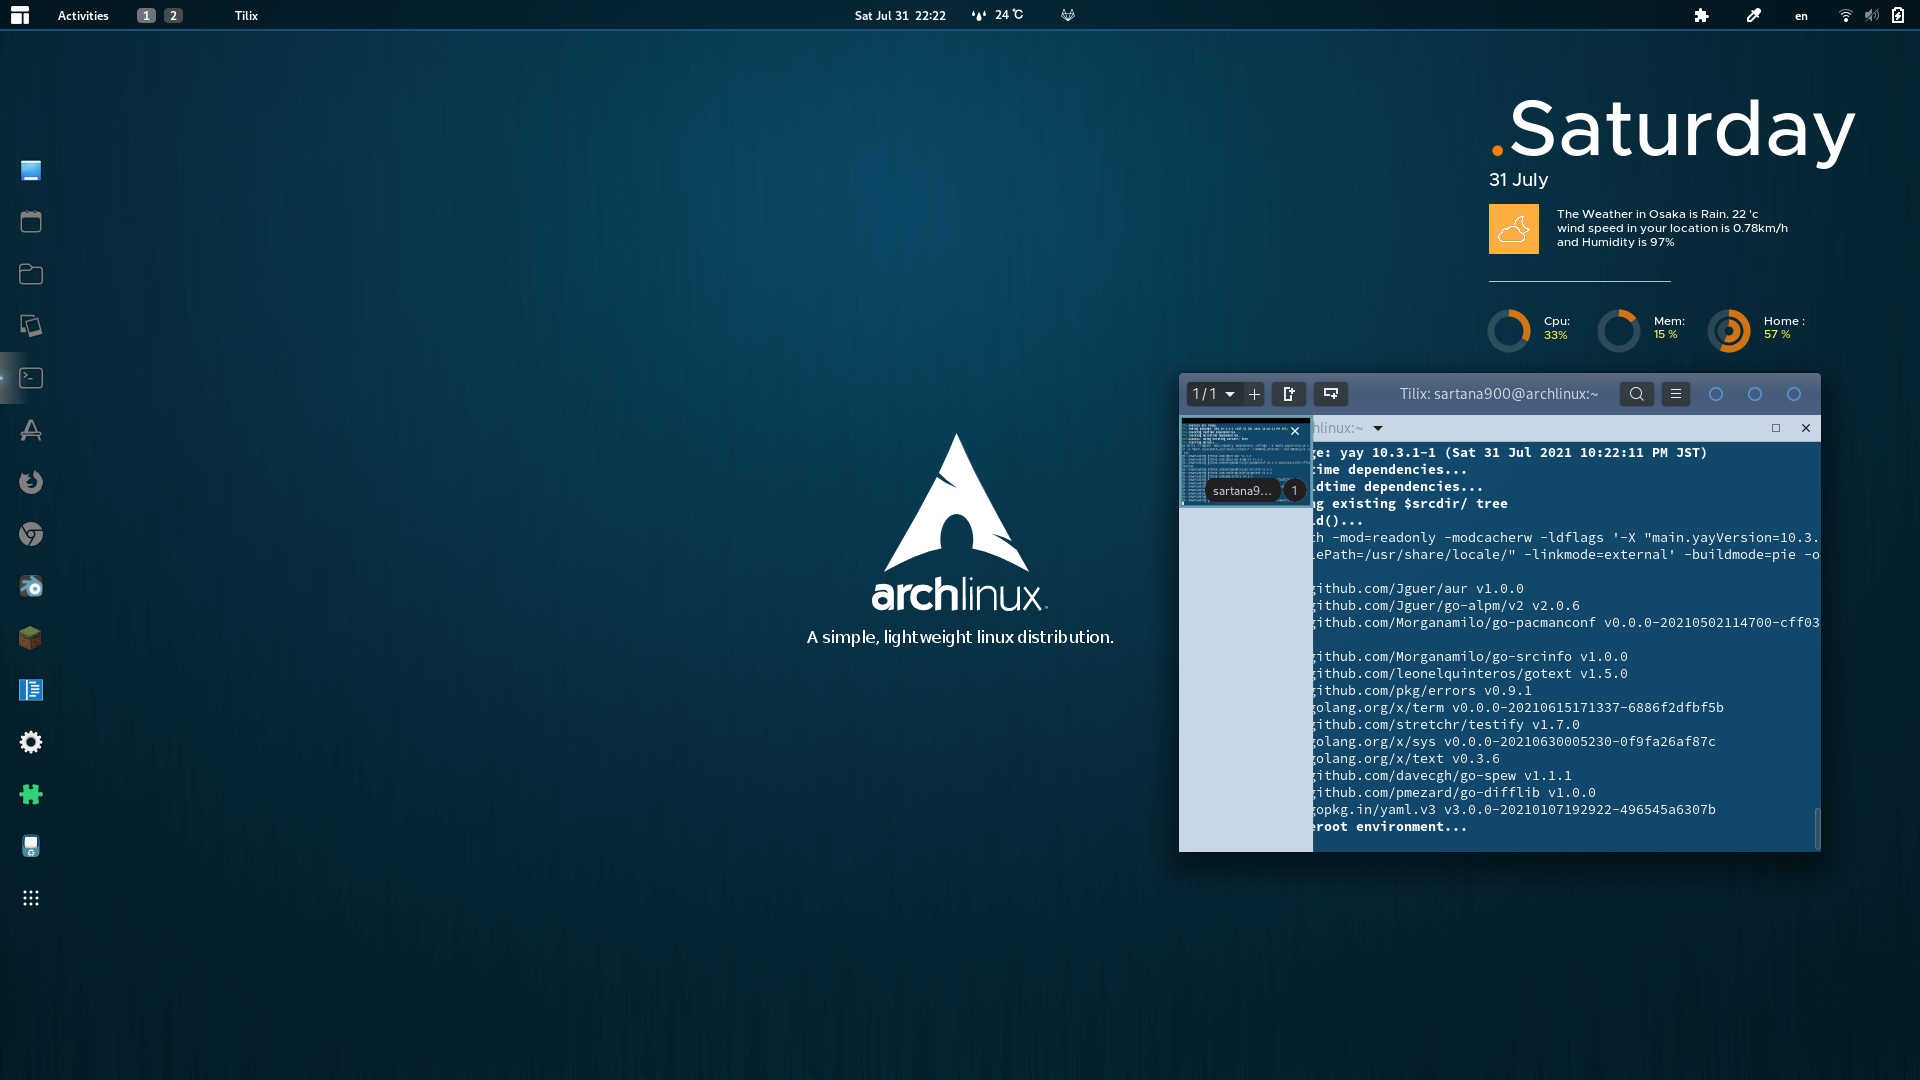 Activities
1
2
Tilix
Sat Jul 31 22:22
24 ℃
en
.Saturday
31 July
The Weather in Osaka is Rain. 22 'c
wind speed in your location is 0.78km/h
and Humidity is 97%
Cpu:
33%
Mem:
15 %
Home :
57 %
archlinux
A simple, lightweight linux distribution.
1 / 1
Tilix: sartana900@archlinux:~
hlinux:~
sartana9...
1
ge: yay 10.3.1-1 (Sat 31 Jul 2021 10:22:11 PM JST)
time dependencies...
ldtime dependencies...
ng existing $srcdir/ tree
ld()...
th -mod=readonly -modcacherw -ldflags '-X "main.yayVersion=10.3.
lePath=/usr/share/locale/" -linkmode=external' -buildmode=pie -o
github.com/Jguer/aur v1.0.0
github.com/Jguer/go-alpm/v2 v2.0.6
github.com/Morganamilo/go-pacmanconf v0.0.0-20210502114700-cff03
github.com/Morganamilo/go-srcinfo v1.0.0
github.com/leonelquinteros/gotext v1.5.0
github.com/pkg/errors v0.9.1
golang.org/x/term v0.0.0-20210615171337-6886f2dfbf5b
github.com/stretchr/testify v1.7.0
golang.org/x/sys v0.0.0-20210630005230-0f9fa26af87c
golang.org/x/text v0.3.6
github.com/davecgh/go-spew v1.1.1
github.com/pmezard/go-difflib v1.0.0
gopkg.in/yaml.v3 v3.0.0-20210107192922-496545a6307b
eroot environment...